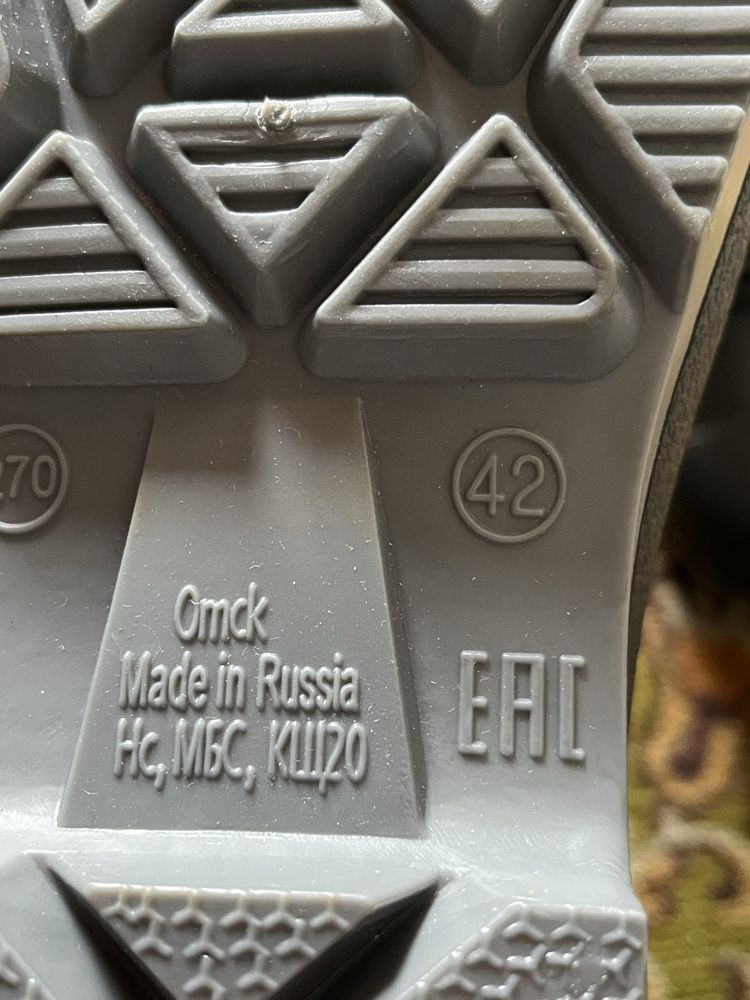 270
42
Омск
Made in Russia
Нс, МБС, КЩ20
EAC